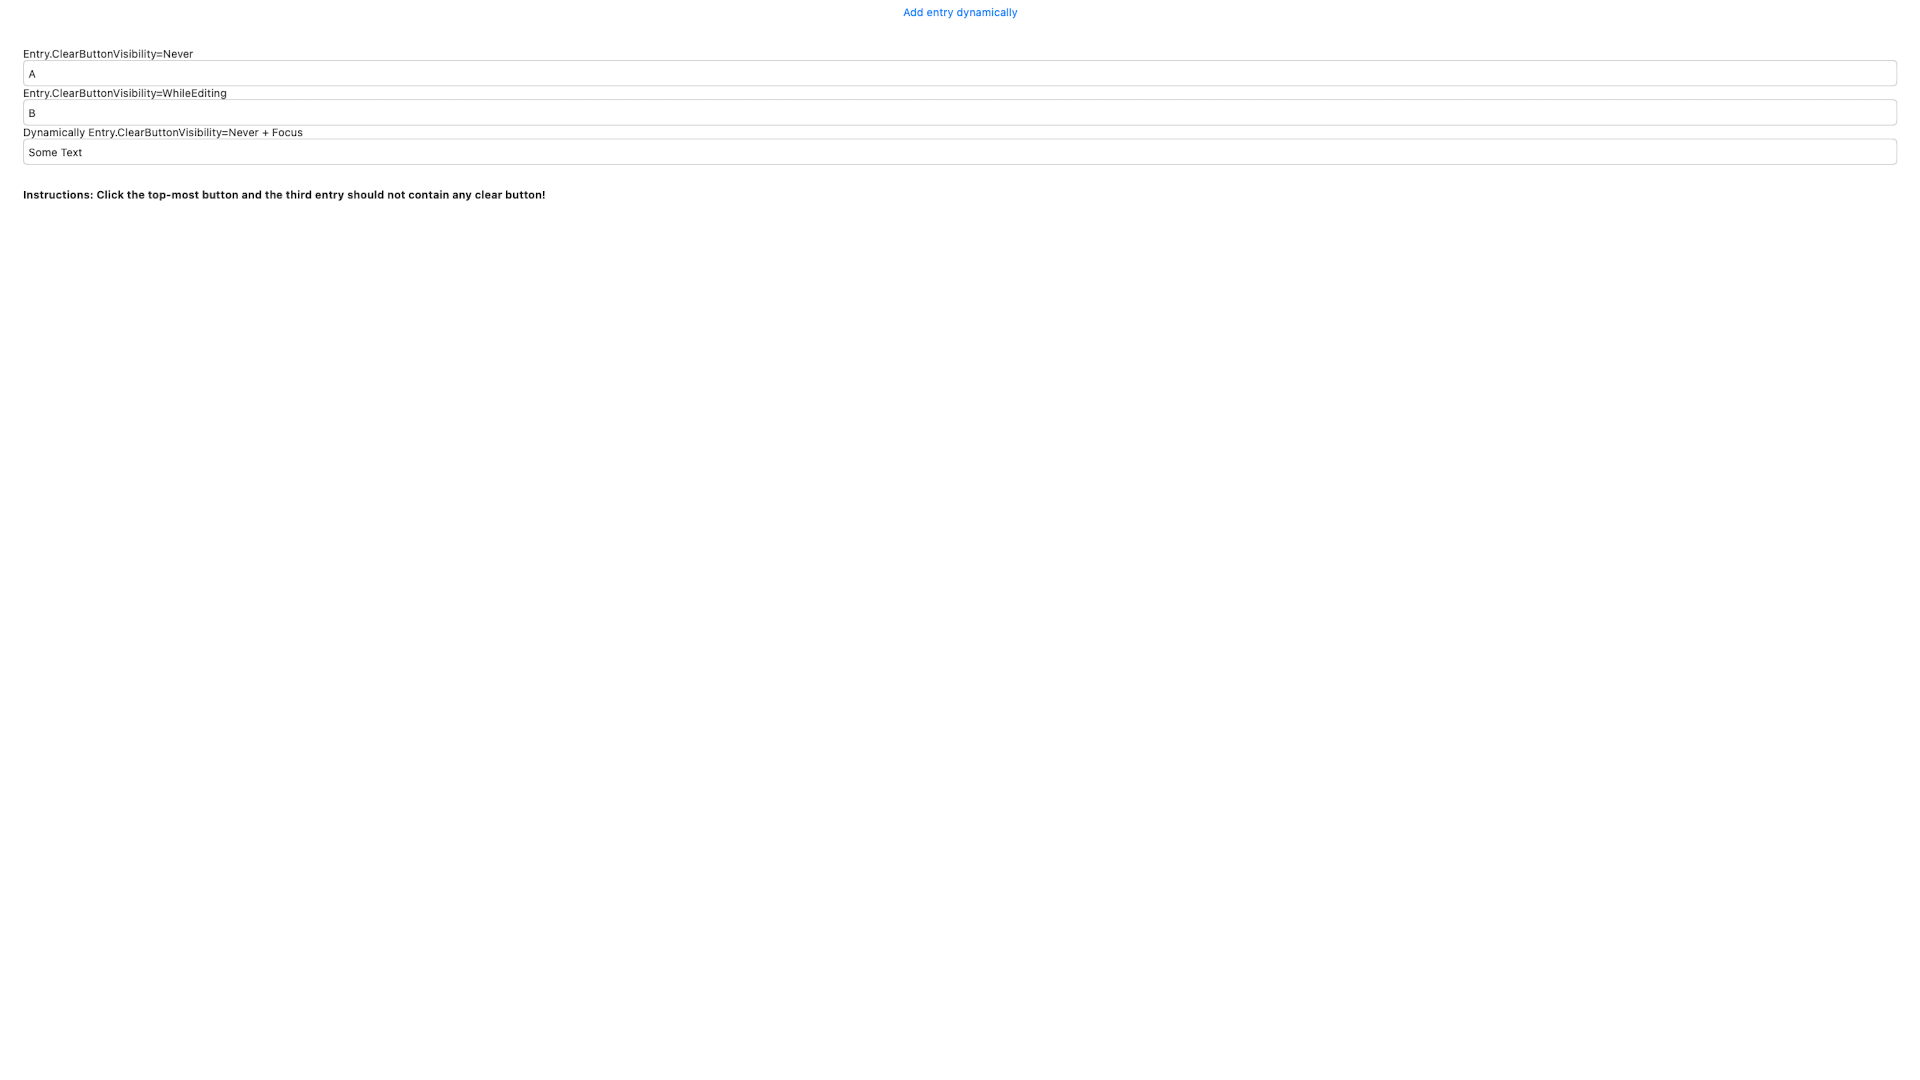 Add entry dynamically
Entry.ClearButtonVisibility=Never
A
Entry.ClearButtonVisibility=WhileEditing
B
Dynamically Entry.ClearButtonVisibility=Never + Focus
Some Text
Instructions: Click the top-most button and the third entry should not contain any clear button!